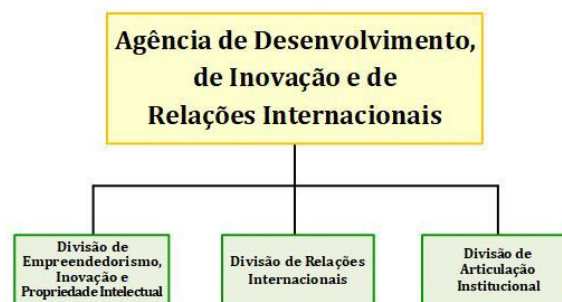 Agência de Desenvolvimento,
de Inovação e de
Relações Internacionais
Divisão de
Empreendedorismo,
Inovação e
Propriedade Intelectual
Divisão de Relações
Internacionais
Divisão de
Articulação
Institucional